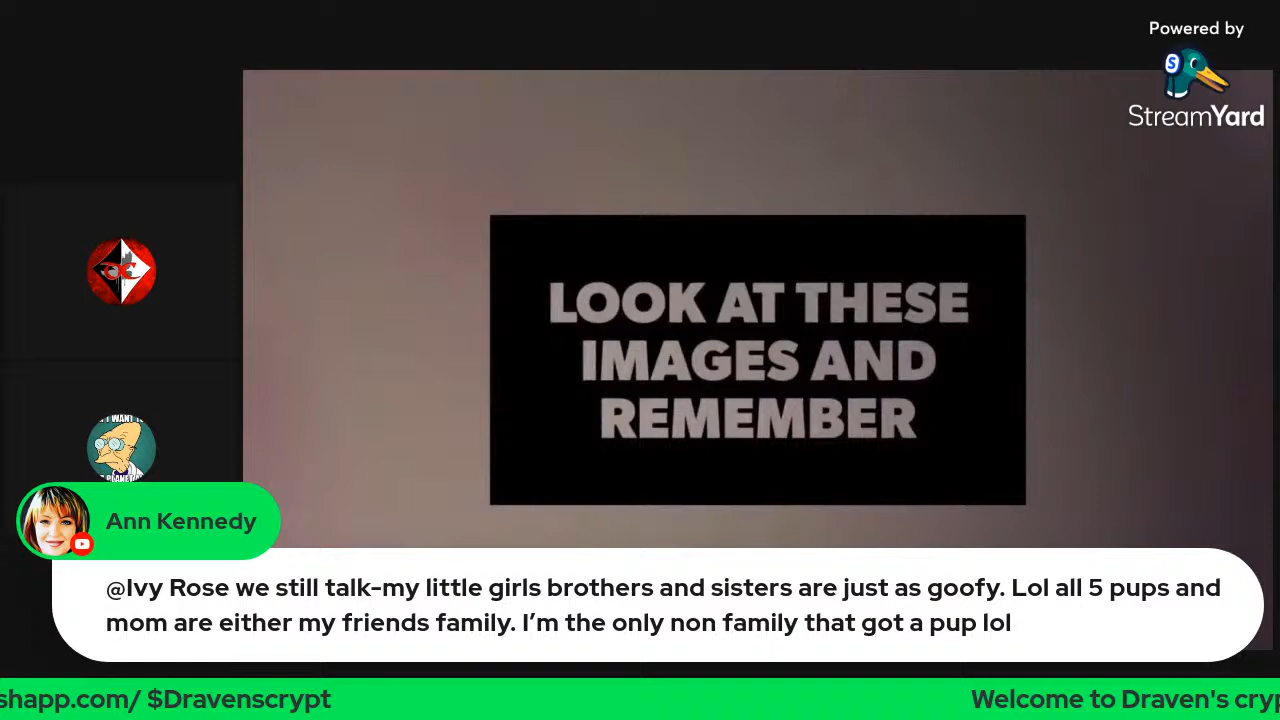 Powered by
StreamYard
LOOK AT THESE
IMAGES AND
REMEMBER
I WANT TO
Ann Kennedy
@Ivy Rose we still talk-my little girls brothers and sisters are just as goofy. Lol all 5 pups and
mom are either my friends family. I’m the only non family that got a pup lol
shapp.com/ $Dravenscrypt
Welcome to Draven's cryp